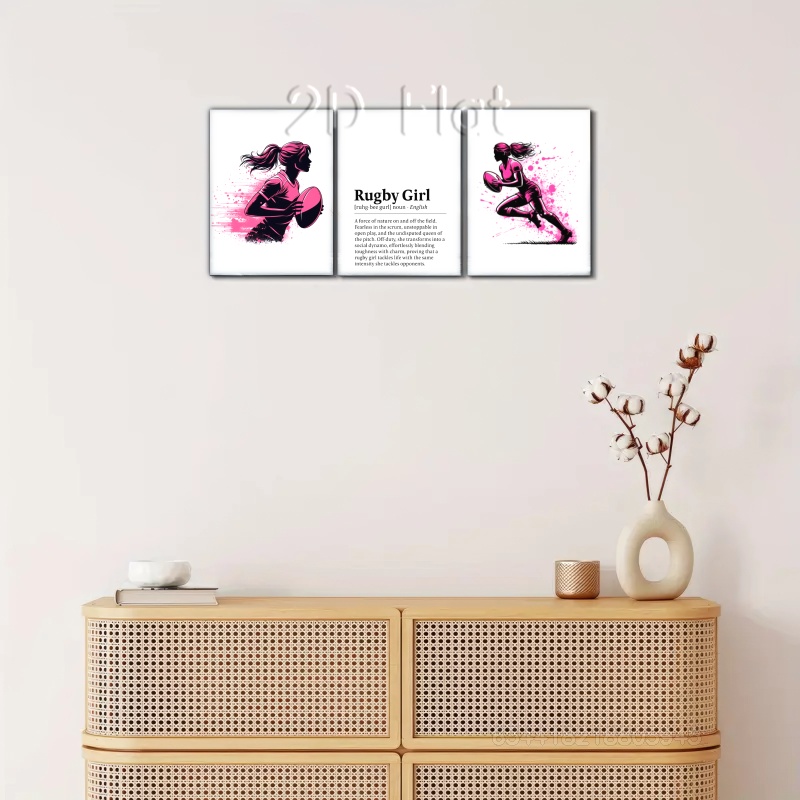 2D Flat
Rugby Girl
[ruhg-bee gurl] noun · English
A force of nature on and off the field.
Fearless in the scrum, unstoppable in
open play, and the undisputed queen of
the pitch. Off-duty, she transforms into a
social dynamo, effortlessly blending
toughness with charm, proving that a
rugby girl tackles life with the same
intensity she tackles opponents.